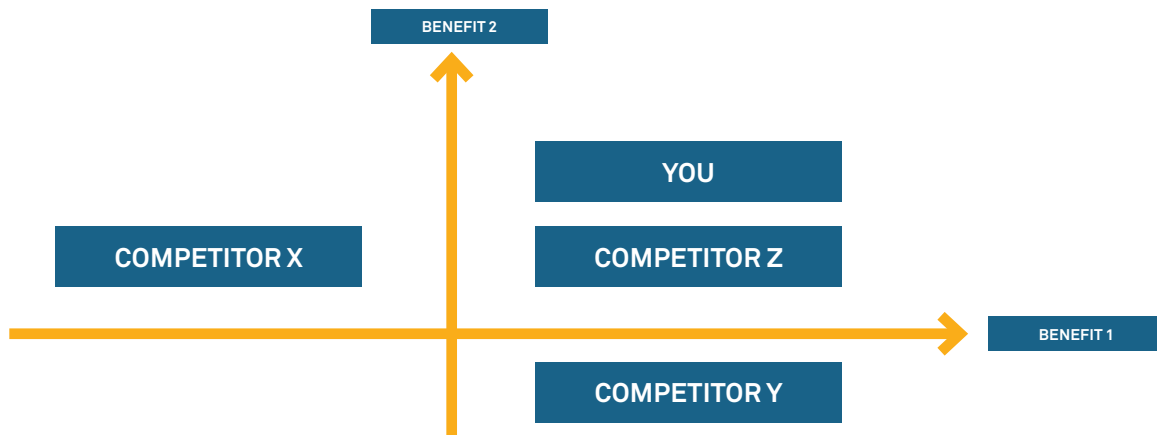 BENEFIT 2
YOU
COMPETITOR X
COMPETITOR Z
BENEFIT 1
COMPETITOR Y